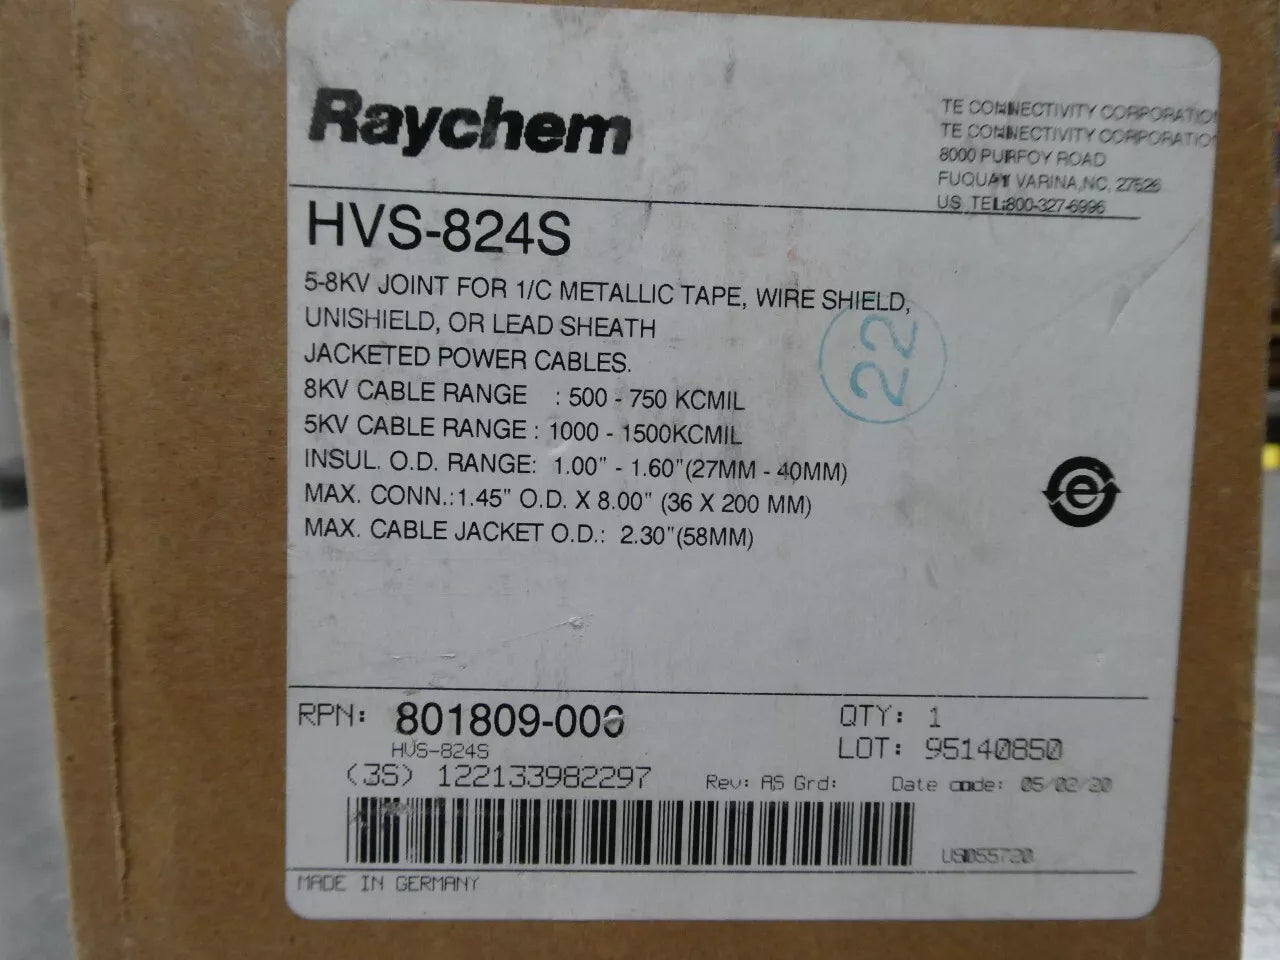 Raychem
TE CONNECTIVITY CORPORATION
TE CONNECTIVITY CORPORATION
8000 PURFOY ROAD
FUQUAY VARINA,NC, 27526
US TEL:800-327-6996
HVS-824S
5-8KV JOINT FOR 1/C METALLIC TAPE, WIRE SHIELD,
UNISHIELD, OR LEAD SHEATH
JACKETED POWER CABLES.
8KV CABLE RANGE : 500 - 750 KCMIL
5KV CABLE RANGE : 1000 - 1500KCMIL
INSUL. O.D. RANGE: 1.00" - 1.60"(27MM - 40MM)
MAX. CONN.:1.45" O.D. X 8.00" (36 X 200 MM)
MAX. CABLE JACKET O.D.: 2.30"(58MM)
22
e
RPN: 801809-006
HVS-824S
QTY: 1
LOT: 95140850
(3S) 122133982297
Rev: AS Grd:
Date code: 05/02/20
US055720
MADE IN GERMANY